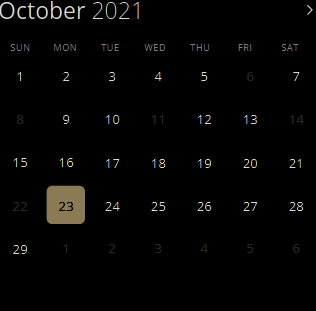 October 2021
SUN MON TUE WED THU FRI SAT
1 2 3 4 5 6 7
8 9 10 11 12 13 14
15 16 17 18 19 20 21
22 23 24 25 26 27 28
29 1 2 3 4 5 6